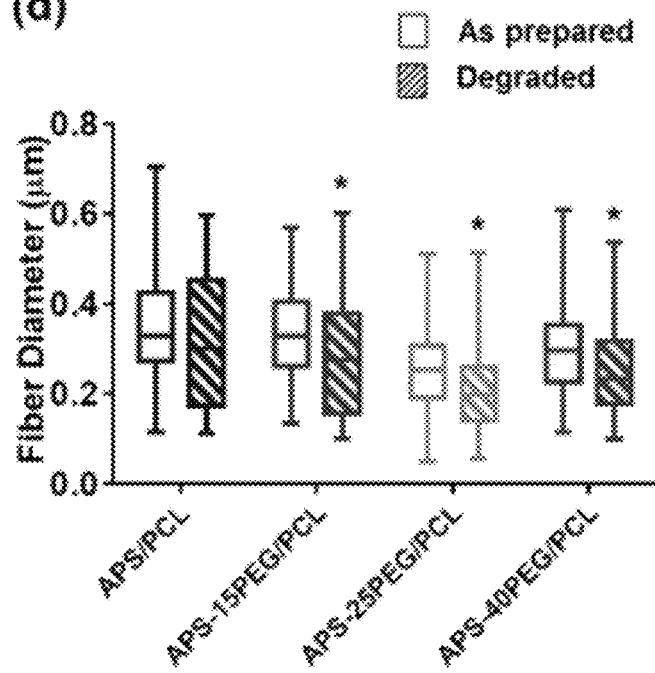 (d)
As prepared
Degraded
Fiber Diameter (μm)
0.8
0.6
0.4
0.2
0.0
*
*
*
APS/PCL
APS-15PEG/PCL
APS-25PEG/PCL
APS-40PEG/PCL